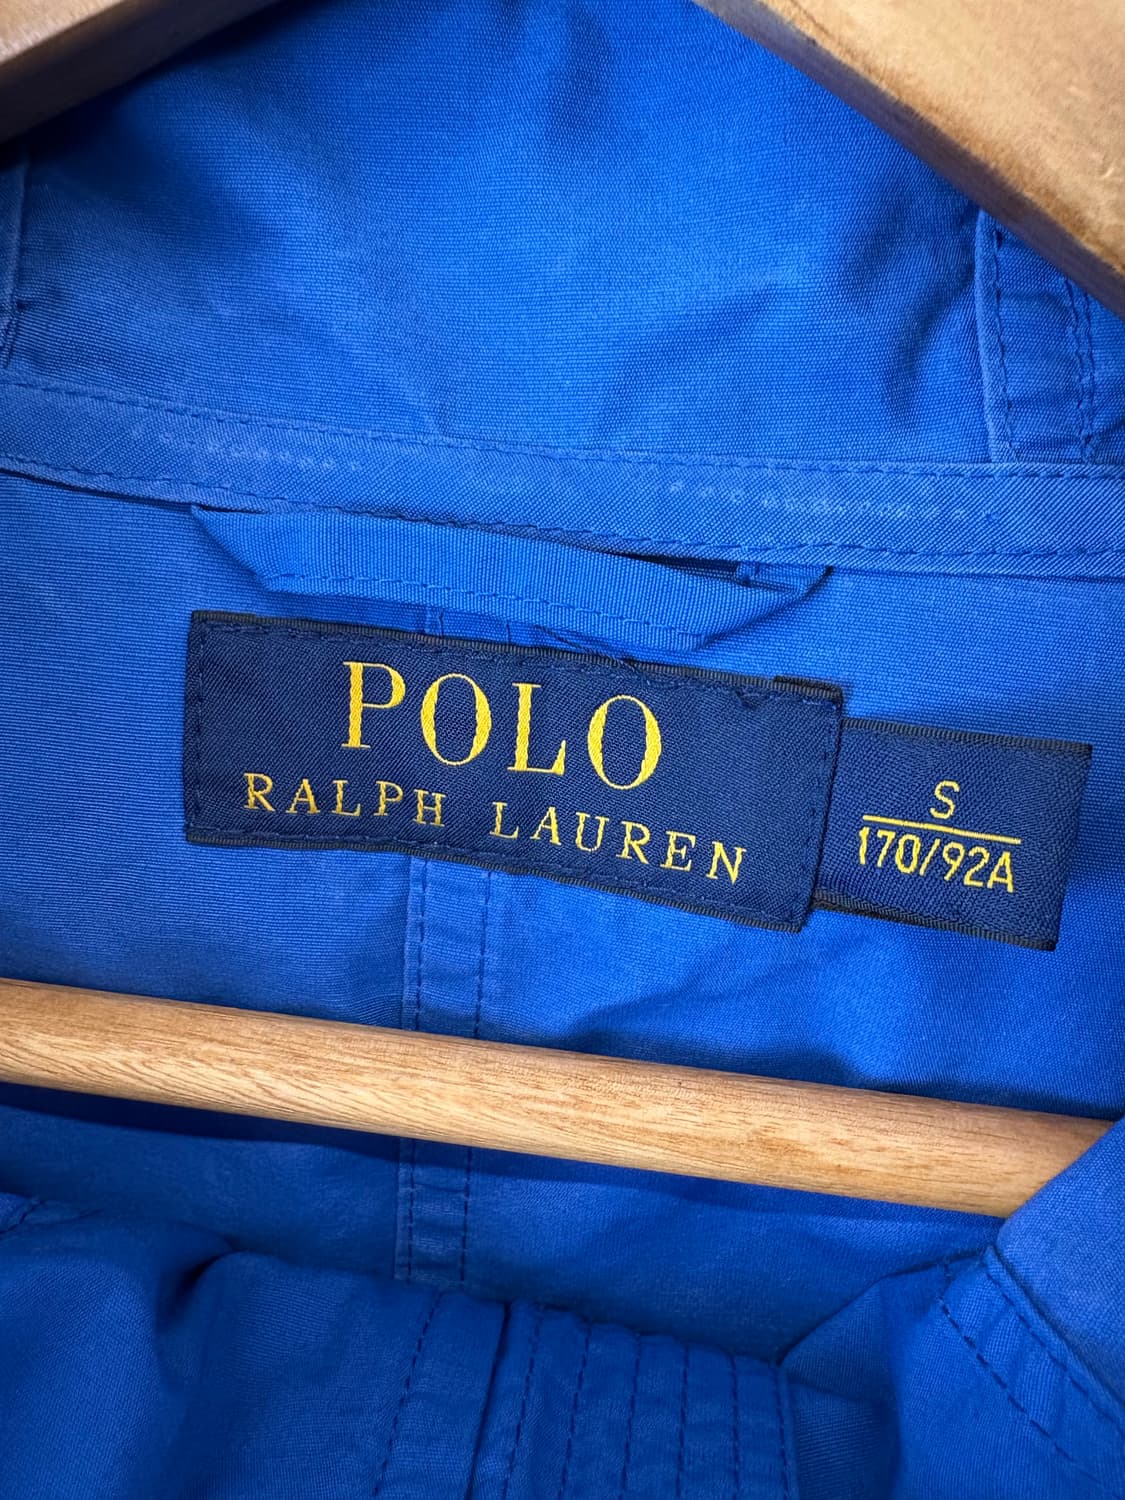 POLO
RALPH LAUREN
S
170/92A